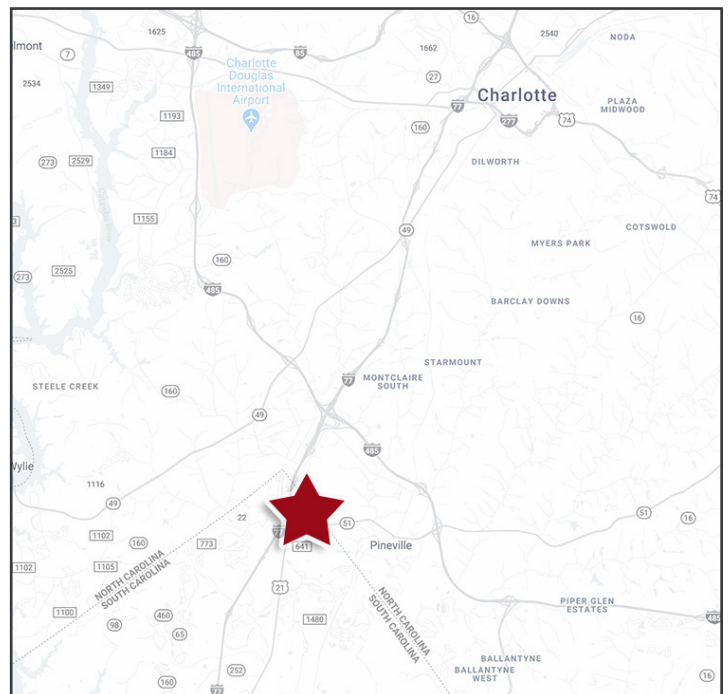 16
1625
2540
NODA
elmont
485
85
1662
7
Charlotte
Douglas
International
Airport
27
2534
1349
77
Charlotte
PLAZA
MIDWOOD
1193
160
277
74
273
2529
1184
DILWORTH
74
1155
49
COTSWOLD
MYERS PARK
273
2525
160
485
BARCLAY DOWNS
16
STARMOUNT
77
MONTCLAIRE
SOUTH
STEELE CREEK
160
49
485
Wylie
1116
49
22
51
51
16
1102
160
773
77
641
Pineville
1102
1105
NORTH CAROLINA
SOUTH CAROLINA
21
NORTH CAROLINA
SOUTH CAROLINA
1100
460
1480
PIPER GLEN
ESTATES
98
65
485
252
BALLANTYNE
160
77
BALLANTYNE
WEST
16